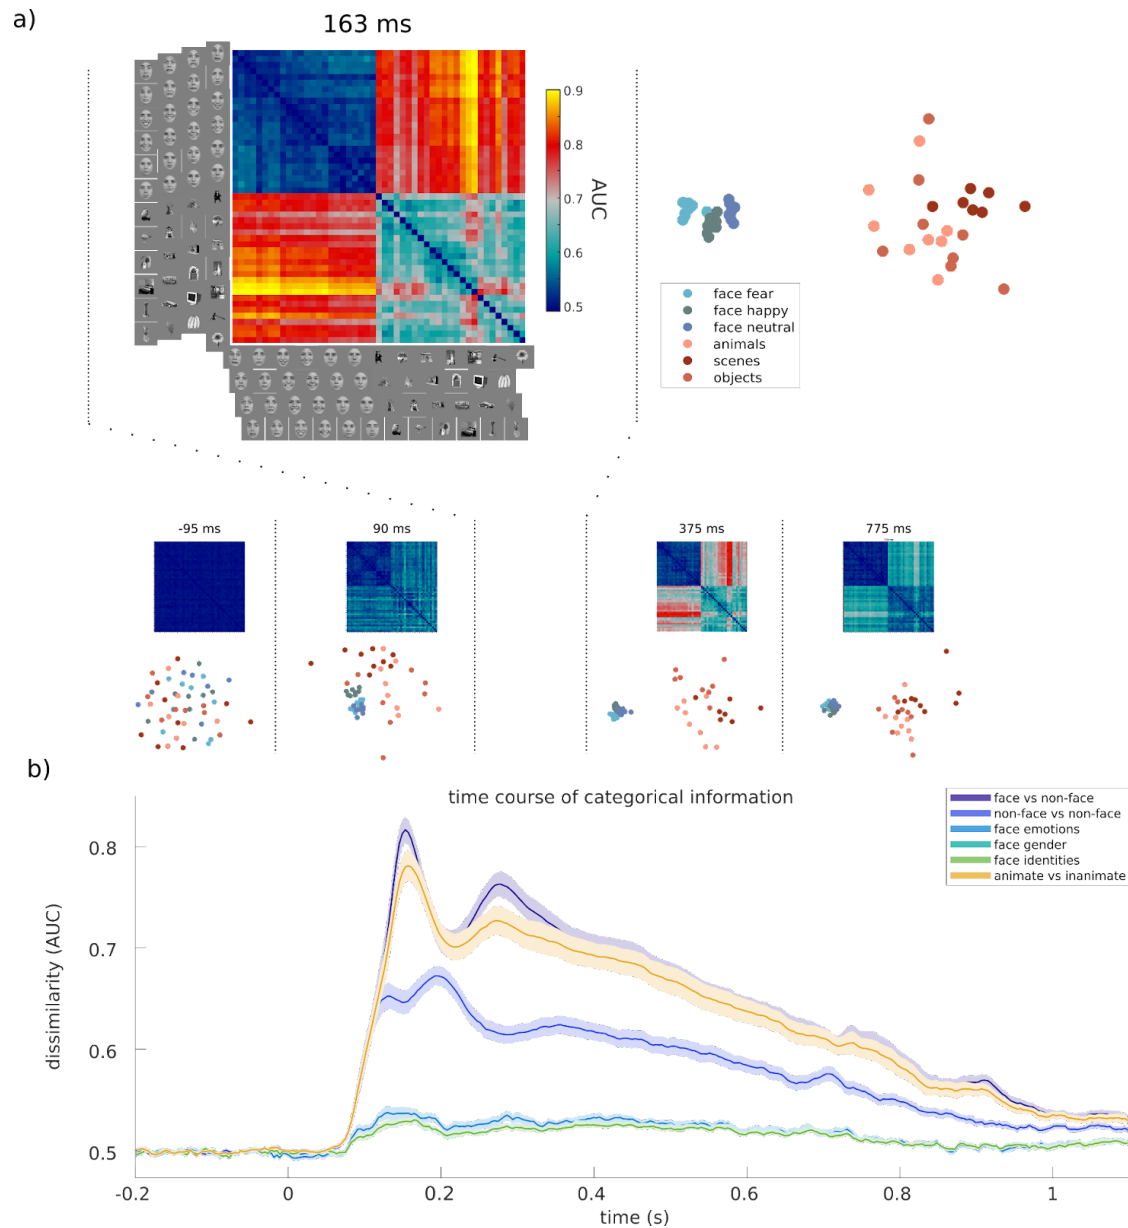 a)
163 ms
0.9
0.8
0.7
0.6
0.5
AUC
face fear
face happy
face neutral
animals
scenes
objects
-95 ms
90 ms
375 ms
775 ms
b)
time course of categorical information
face vs non-face
non-face vs non-face
face emotions
face gender
face identities
animate vs inanimate
dissimilarity (AUC)
0.8
0.7
0.6
0.5
-0.2
0
0.2
0.4
0.6
0.8
1
time (s)